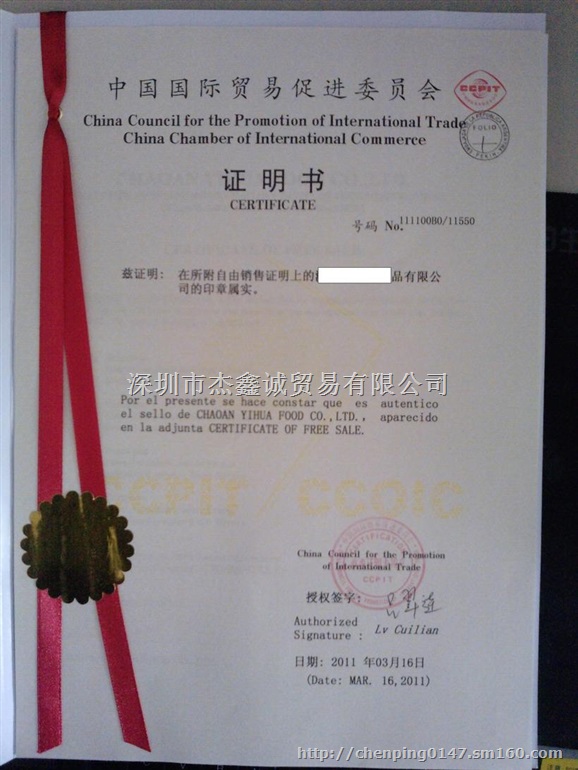 中国国际贸易促进委员会
CCPIT
China Council for the Promotion of International Trade
China Chamber of International Commerce
FOLIO
证明书
CERTIFICATE
号码 No. 111100B0/11550
兹证明: 在所附自由销售证明上的 品有限公
司的印章属实。
深圳市杰鑫诚贸易有限公司
Por el presente se hace constar que es autentico
el sello de CHAOAN YIHUA FOOD CO.,LTD., aparecido
en la adjunta CERTIFICATE OF FREE SALE.
CCPIT / CCOIC
China Council for the Promotion
of International Trade
CCPIT
授权签字:
Authorized
Signature : Lv Cuilian
日期: 2011 年03月16日
(Date: MAR. 16,2011)
http://chenping0147.sm160.com